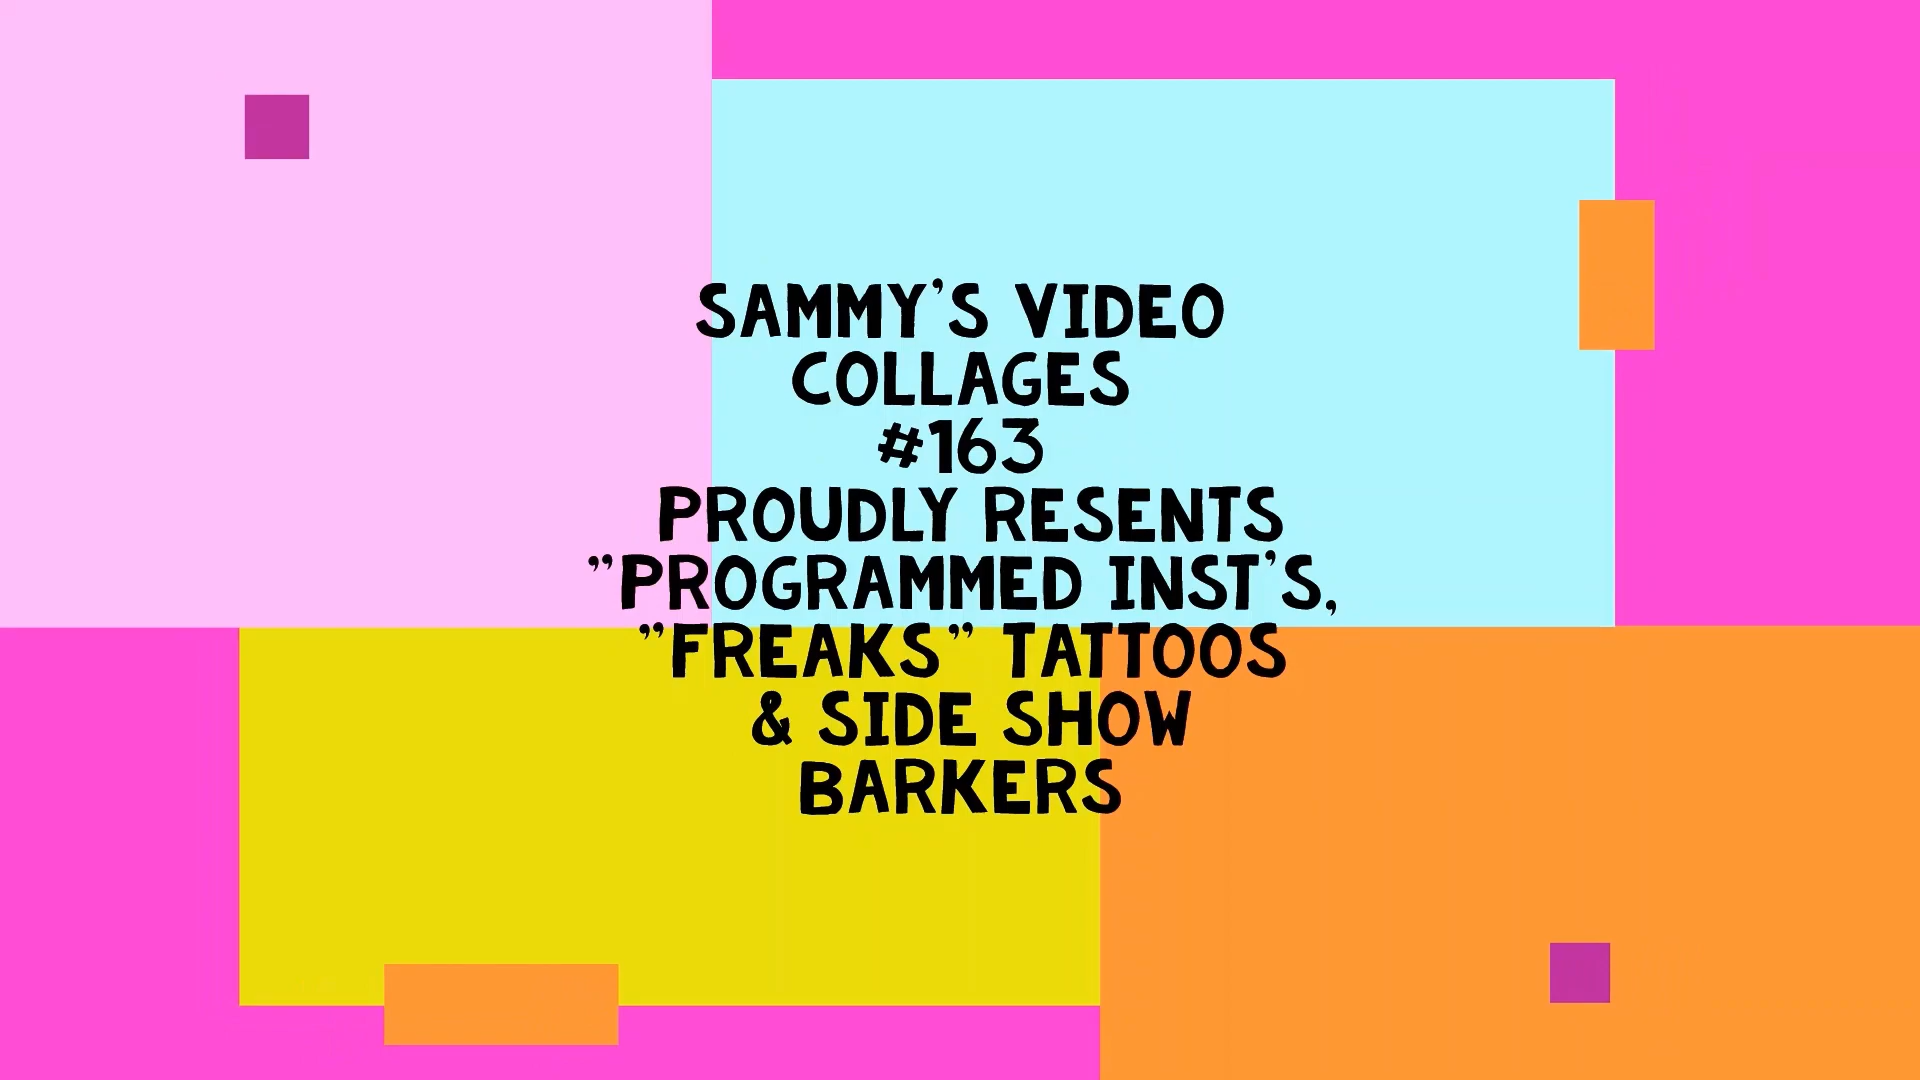 SAMMY'S VIDEO
COLLAGES
#163
PROUDLY RESENTS
"PROGRAMMED INST'S,
"FREAKS" TATTOOS
& SIDE SHOW
BARKERS